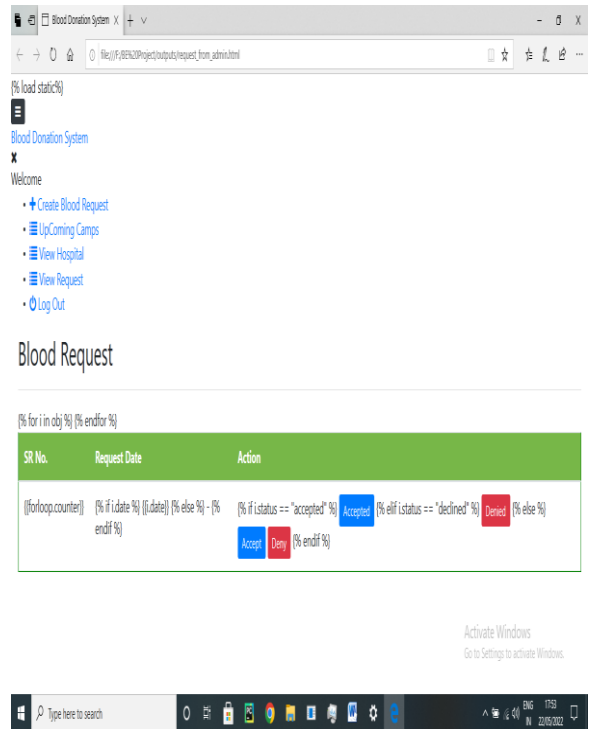 Blood Donation System
file:///F:/BE%20Project/outputs/request_from_admin.html
{% load static%}
Blood Donation System
Welcome
Create Blood Request
UpComing Camps
View Hospital
View Request
Log Out
Blood Request
{% for i in obj %} {% endfor %}
SR No. Request Date Action
{{forloop.counter}} {% if i.date %} {{i.date}} {% else %} - {% endif %} {% if i.status == "accepted" %} Accepted {% elif i.status == "declined" %} Denied {% else %}
Accept Deny {% endif %}
Activate Windows
Go to Settings to activate Windows.
Type here to search
ENG 17:53
IN 22/05/2022